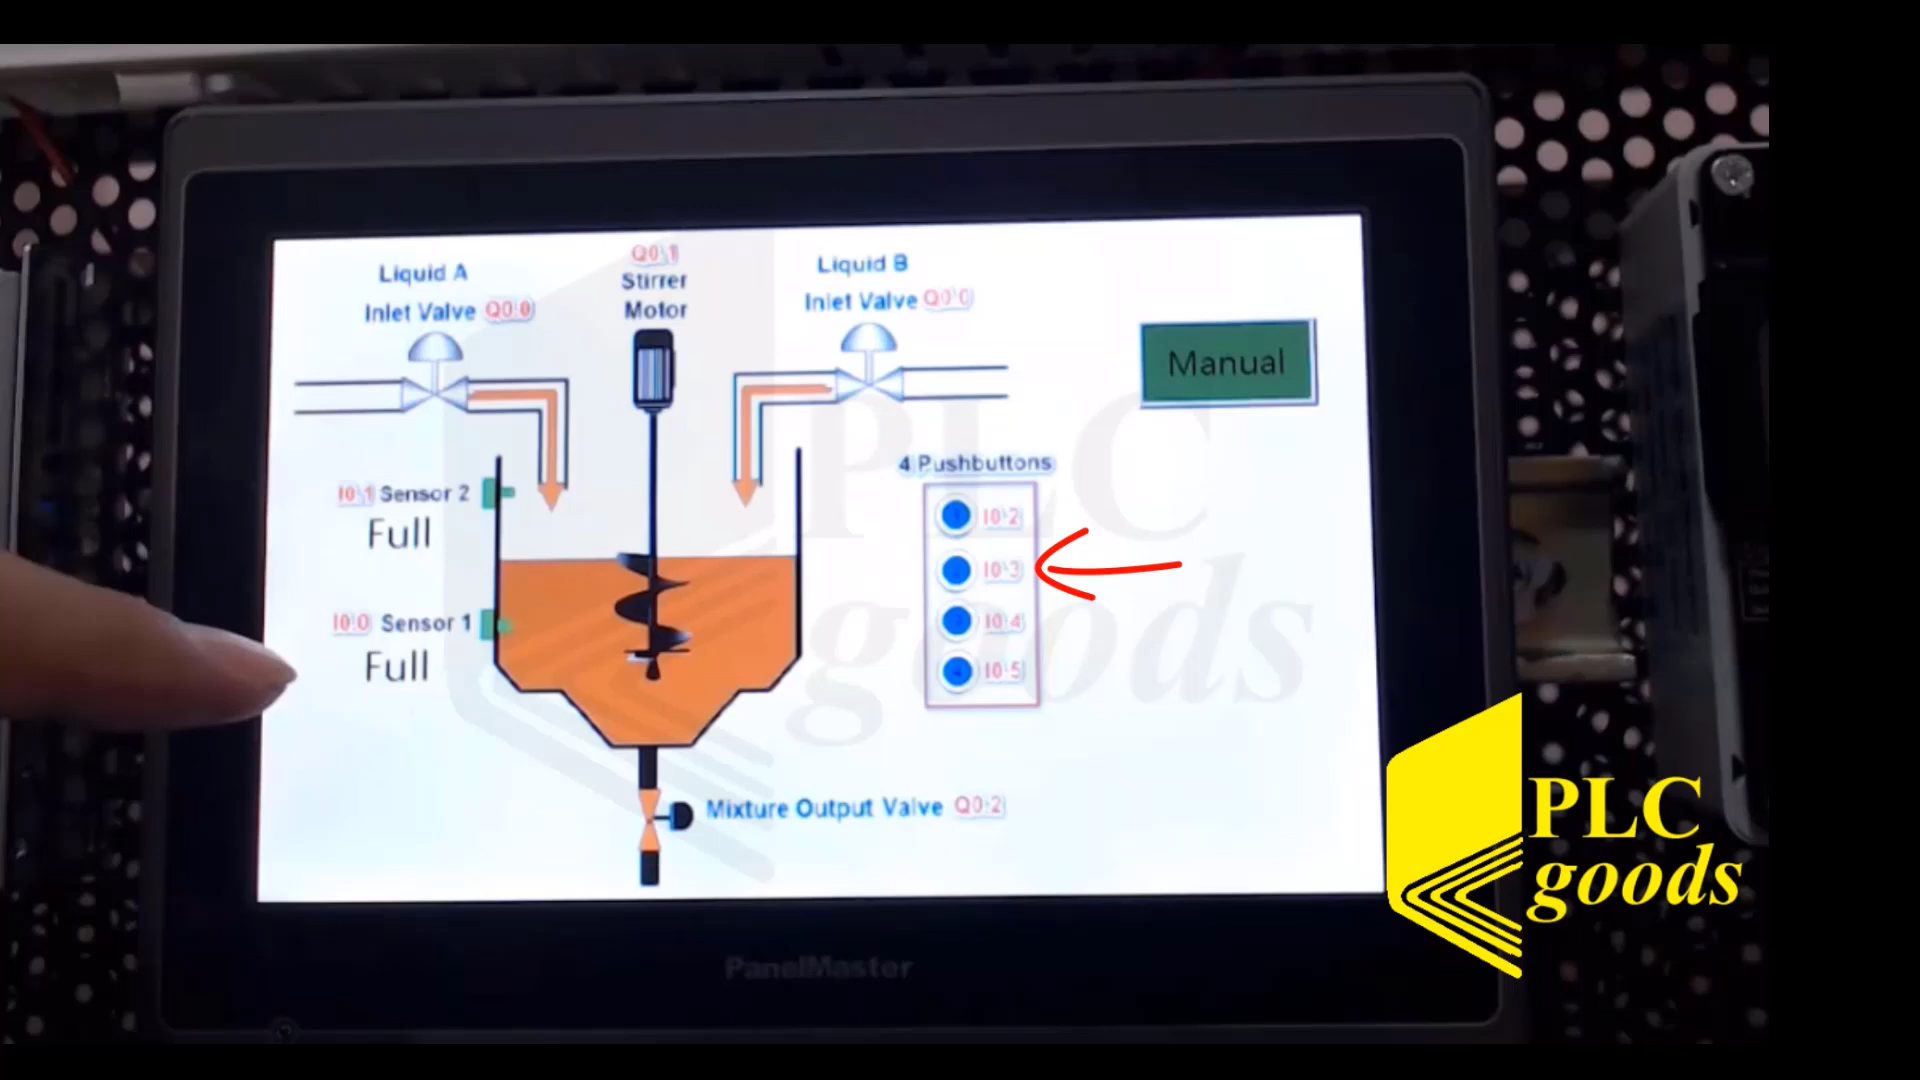 Liquid A
Inlet Valve Q0.0
Q0.1
Stirrer
Motor
Liquid B
Inlet Valve Q0.0
Manual
I0.1 Sensor 2
Full
I0.0 Sensor 1
Full
4 Pushbuttons
I0.2
I0.3
I0.4
I0.5
Mixture Output Valve Q0.2
PanelMaster
PLC
goods
PLC
goods